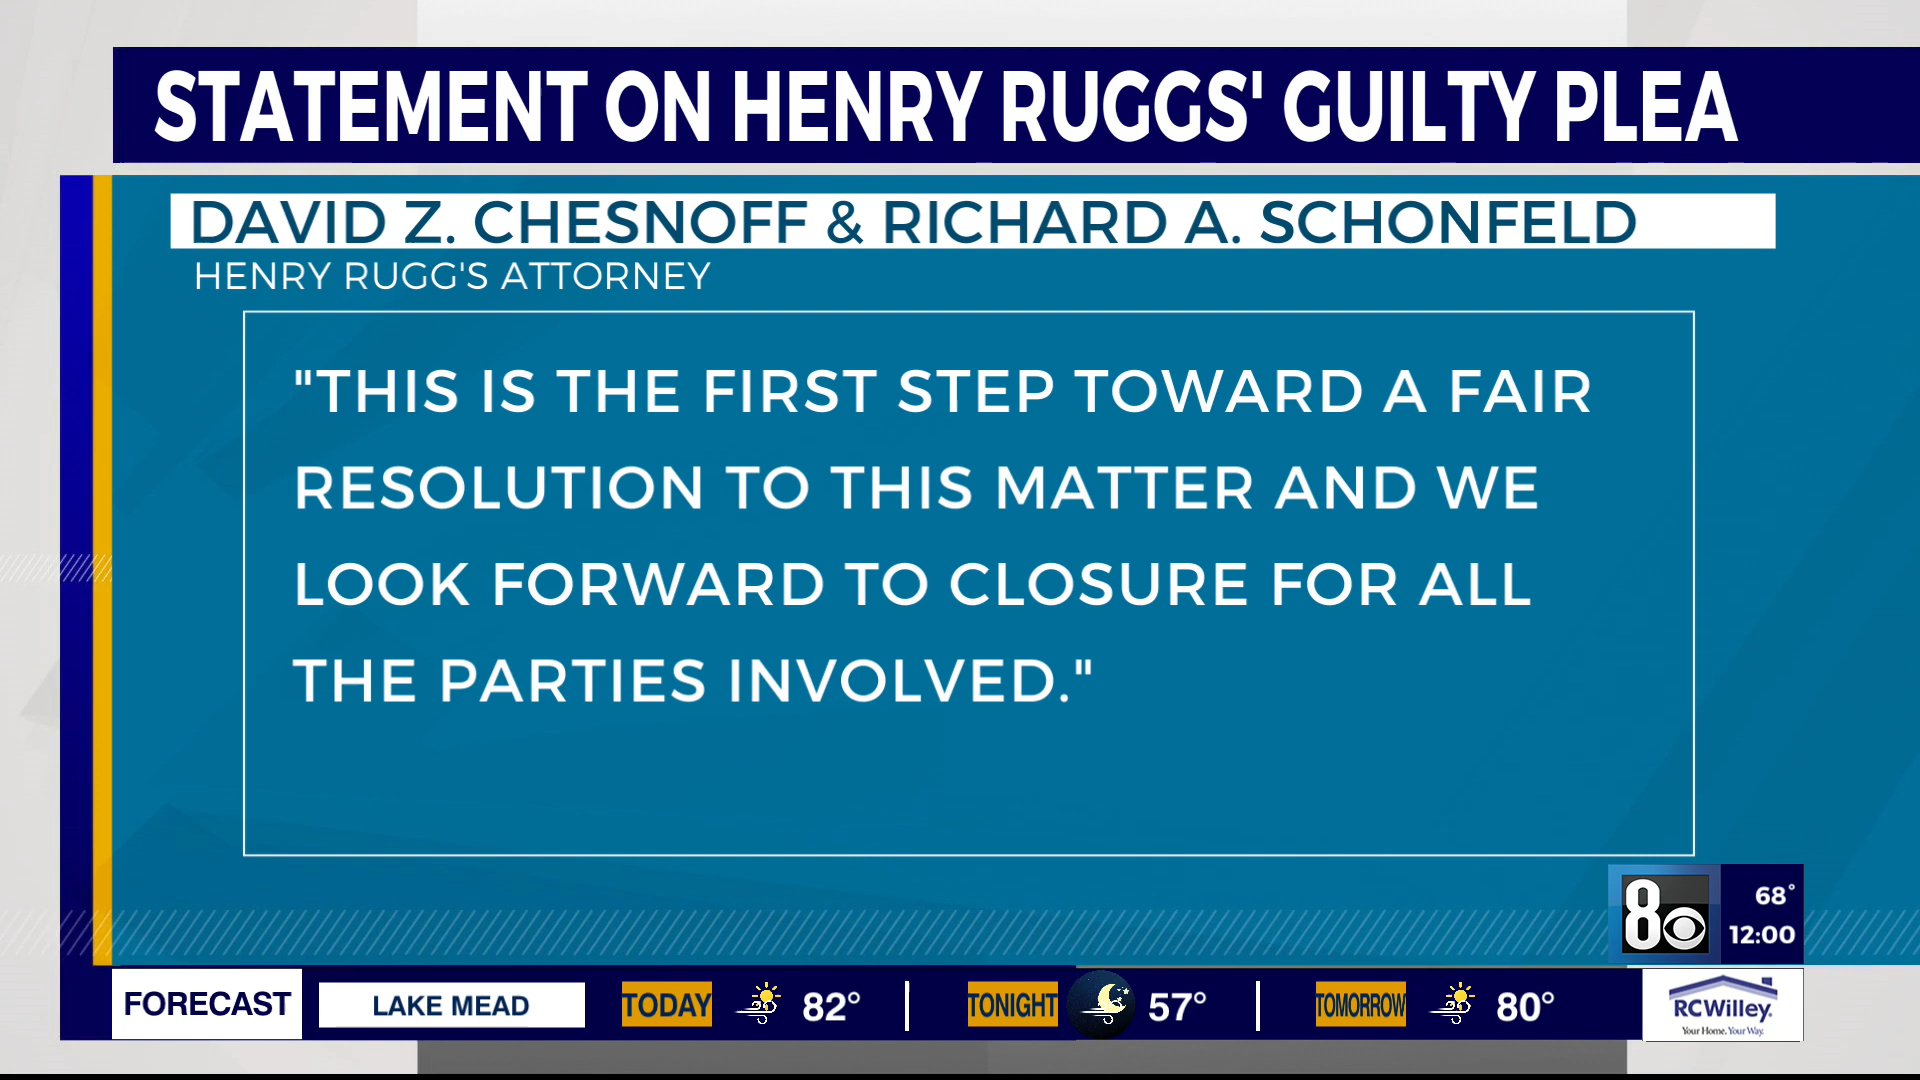 STATEMENT ON HENRY RUGGS' GUILTY PLEA
DAVID Z. CHESNOFF & RICHARD A. SCHONFELD
HENRY RUGG'S ATTORNEY
"THIS IS THE FIRST STEP TOWARD A FAIR
RESOLUTION TO THIS MATTER AND WE
LOOK FORWARD TO CLOSURE FOR ALL
THE PARTIES INVOLVED."
8
68°
12:00
FORECAST
LAKE MEAD
TODAY 82°
TONIGHT 57°
TOMORROW 80°
RCWilley.
Your Home. Your Way.